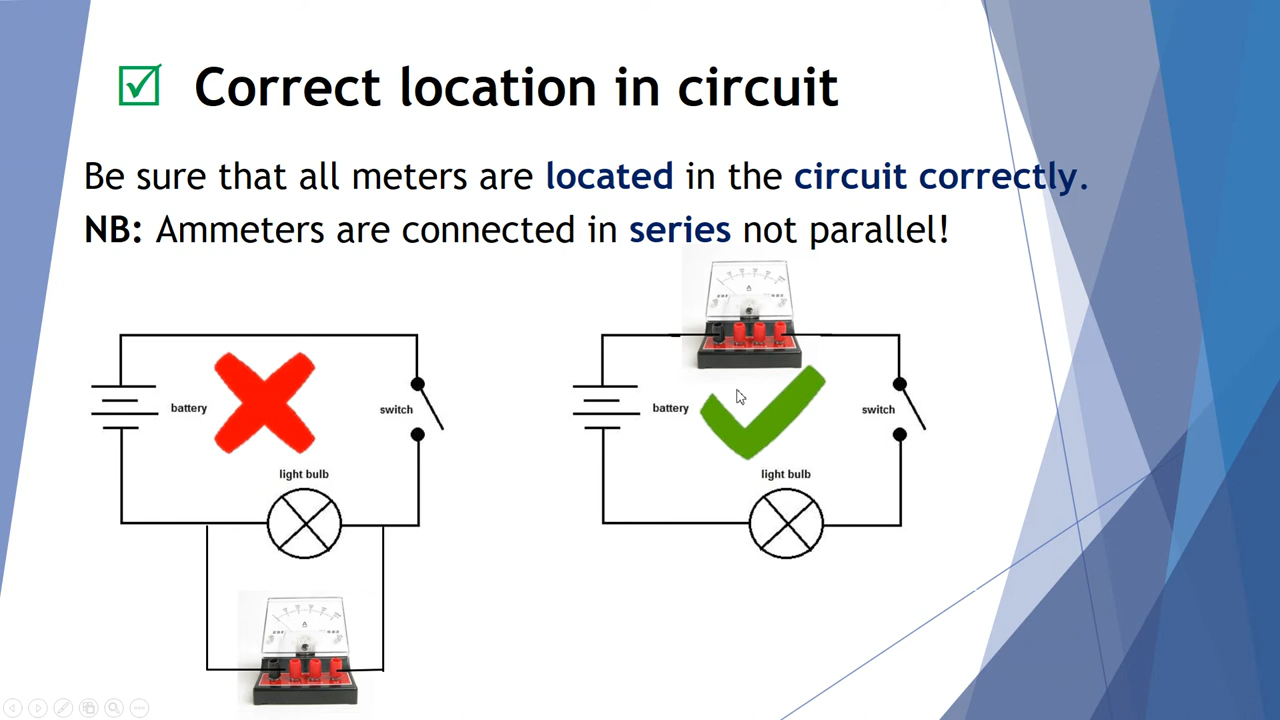 Correct location in circuit
Be sure that all meters are located in the circuit correctly.
NB: Ammeters are connected in series not parallel!
battery
switch
light bulb
A
battery
switch
light bulb
A